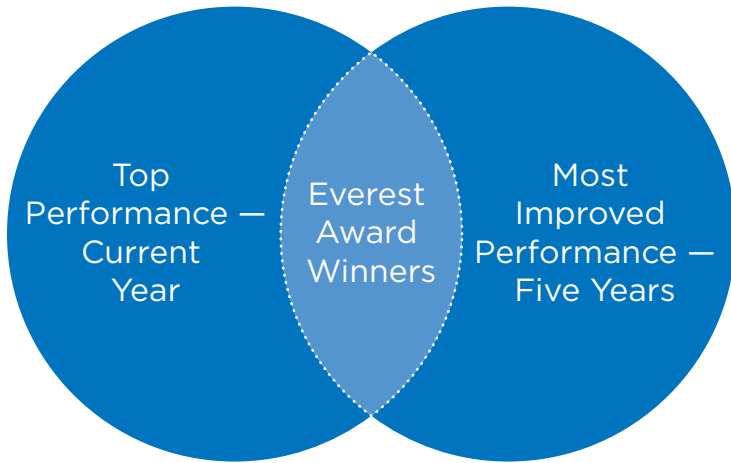 Top
Performance —
Current
Year
Everest
Award
Winners
Most
Improved
Performance —
Five Years